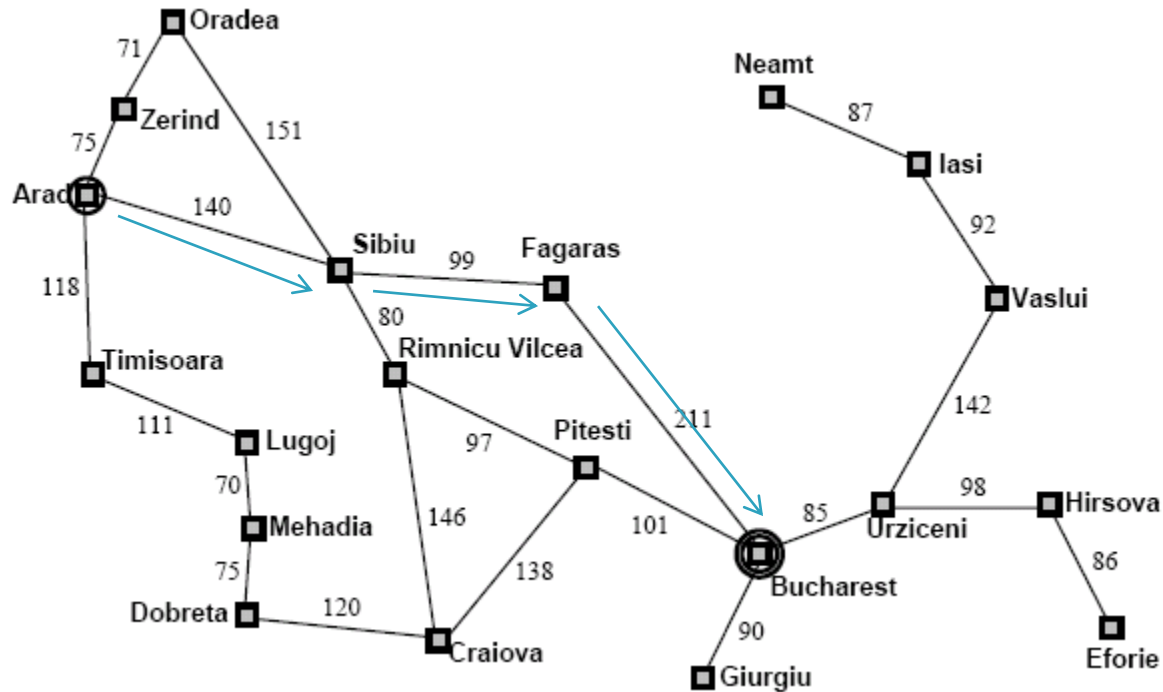 Oradea
71
Neamt
87
Zerind
75
151
Iasi
Arad
140
92
Sibiu
Fagaras
99
118
80
Vaslui
Timisoara
Rimnicu Vilcea
111
211
142
Lugoj
97
Pitesti
70
Mehadia
146
101
85
98
Hirsova
Urziceni
75
138
86
Bucharest
Dobreta
120
90
Craiova
Eforie
Giurgiu